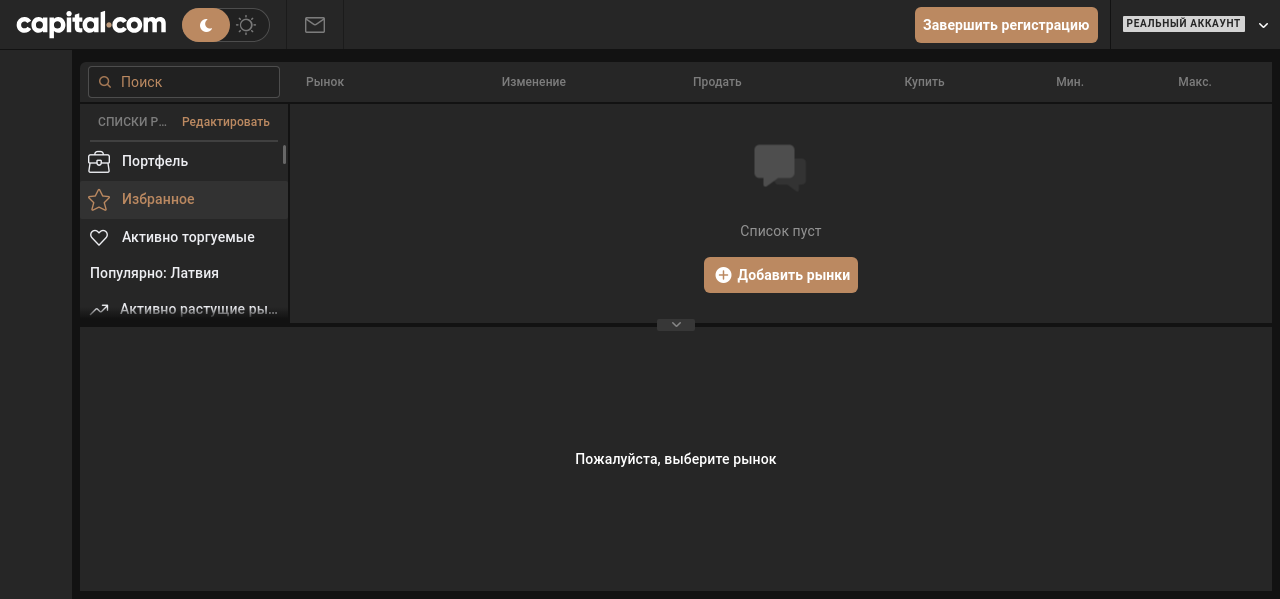 capital.com
Завершить регистрацию
РЕАЛЬНЫЙ АККАУНТ
Поиск
Рынок
Изменение
Продать
Купить
Мин.
Макс.
СПИСКИ Р...
Редактировать
Портфель
Избранное
Активно торгуемые
Популярно: Латвия
Активно растущие ры...
Список пуст
Добавить рынки
Пожалуйста, выберите рынок